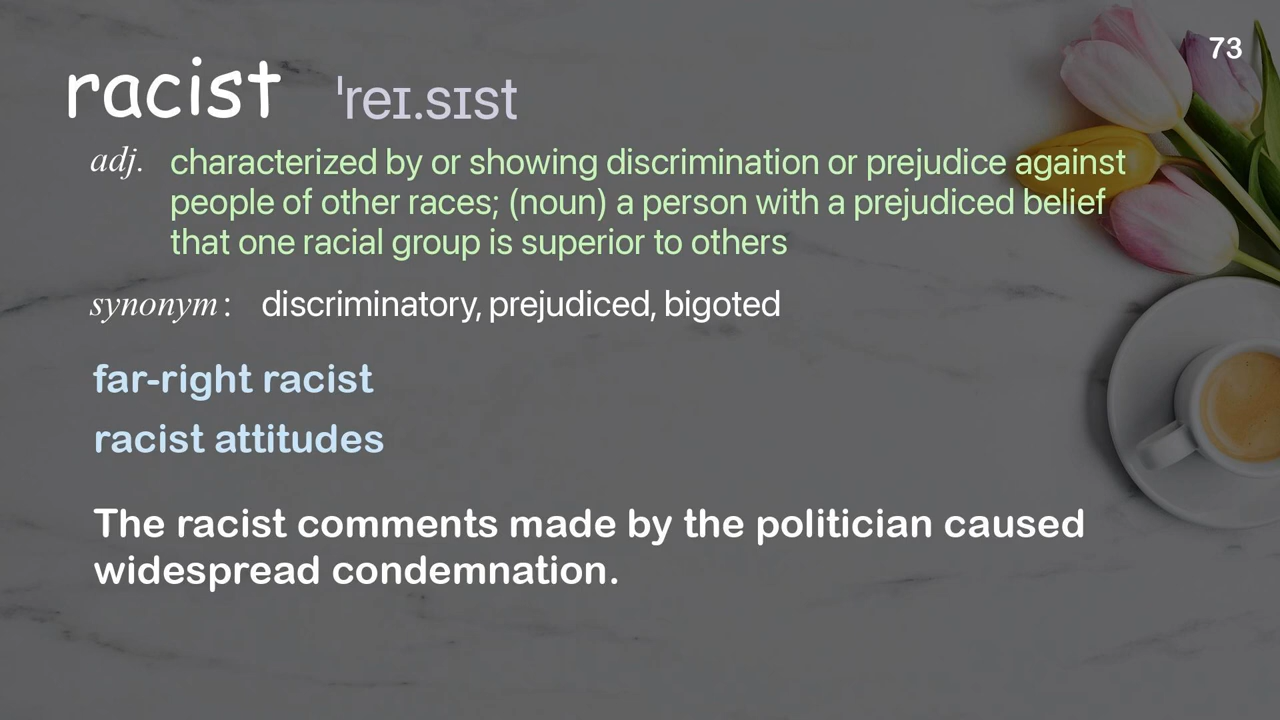 73
racist ˈreɪ.sɪst
adj. characterized by or showing discrimination or prejudice against
people of other races; (noun) a person with a prejudiced belief
that one racial group is superior to others
synonym: discriminatory, prejudiced, bigoted
far-right racist
racist attitudes
The racist comments made by the politician caused
widespread condemnation.